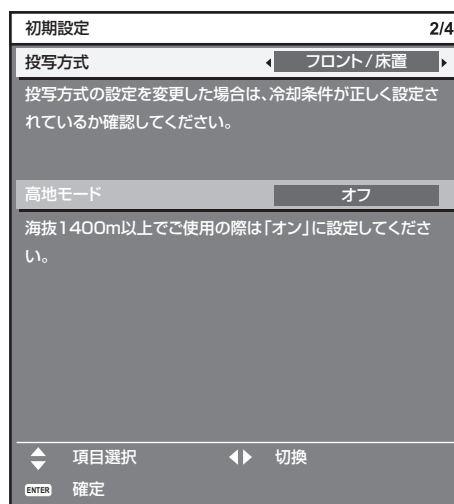 初期設定 2/4
投写方式 フロント/床置
投写方式の設定を変更した場合は、冷却条件が正しく設定さ
れているか確認してください。
高地モード オフ
海抜1400m以上でご使用の際は「オン」に設定してくださ
い。
項目選択 切換
ENTER 確定